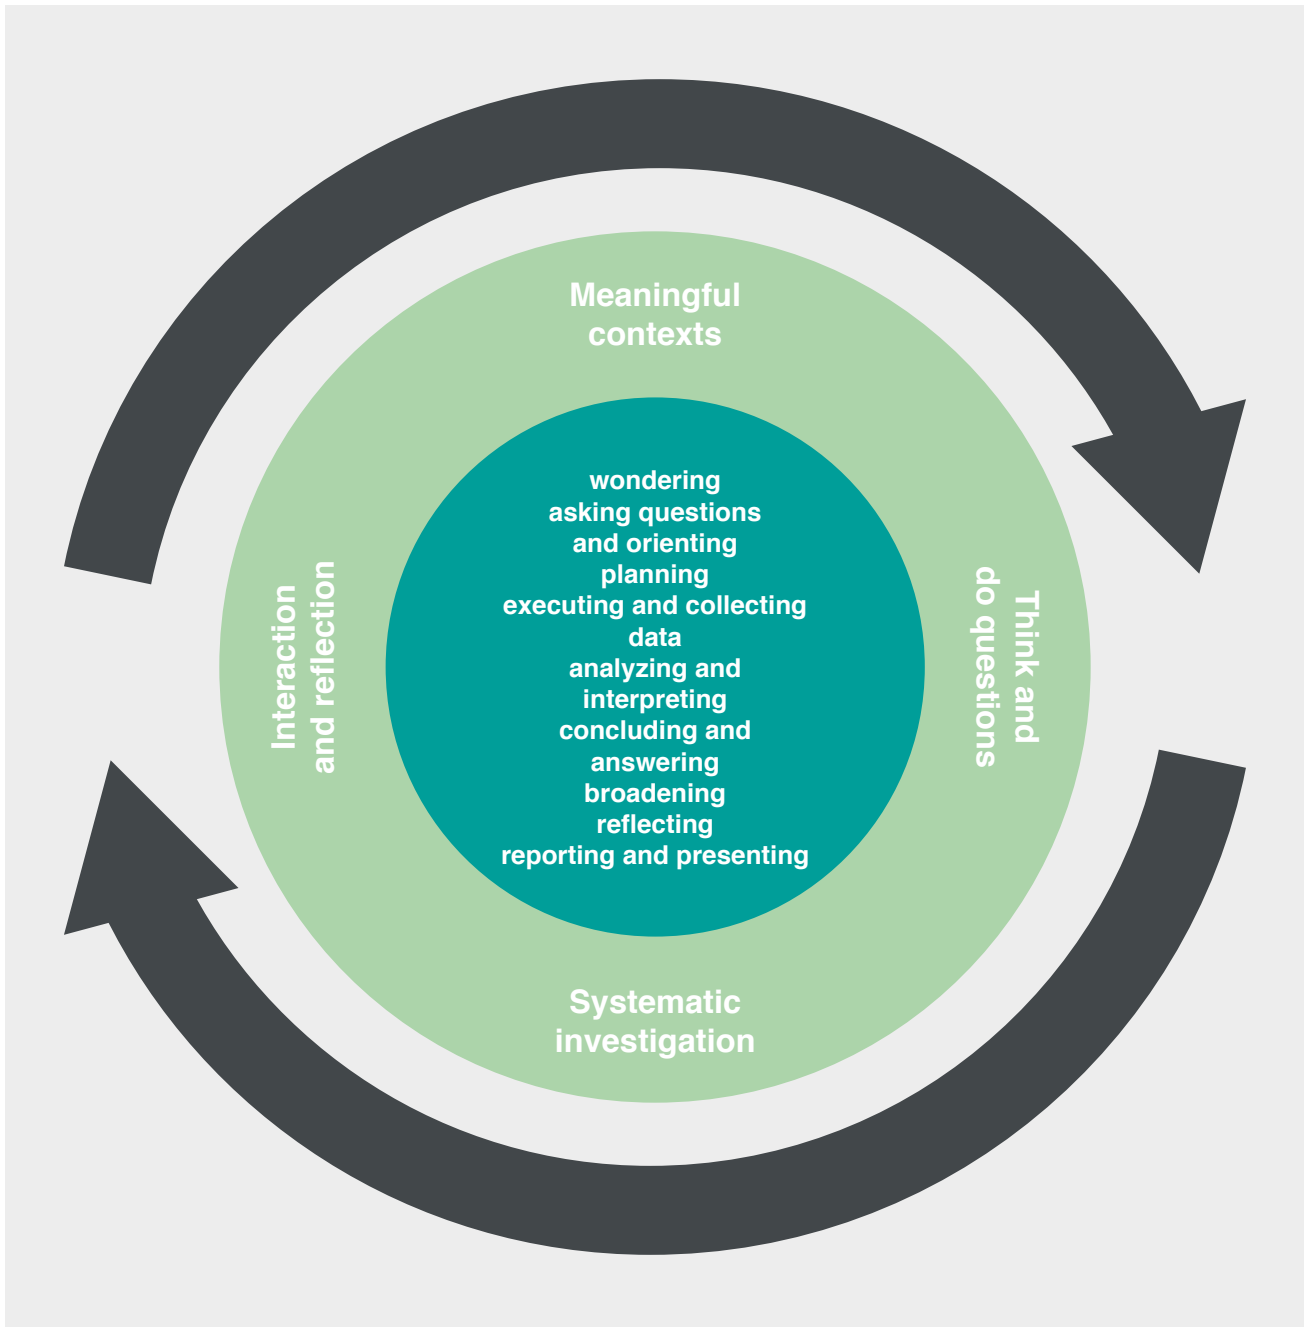 Meaningful
contexts
wondering
asking questions
and orienting
planning
executing and collecting
data
analyzing and
interpreting
concluding and
answering
broadening
reflecting
reporting and presenting
Interaction
and reflection
Think and
do questions
Systematic
investigation